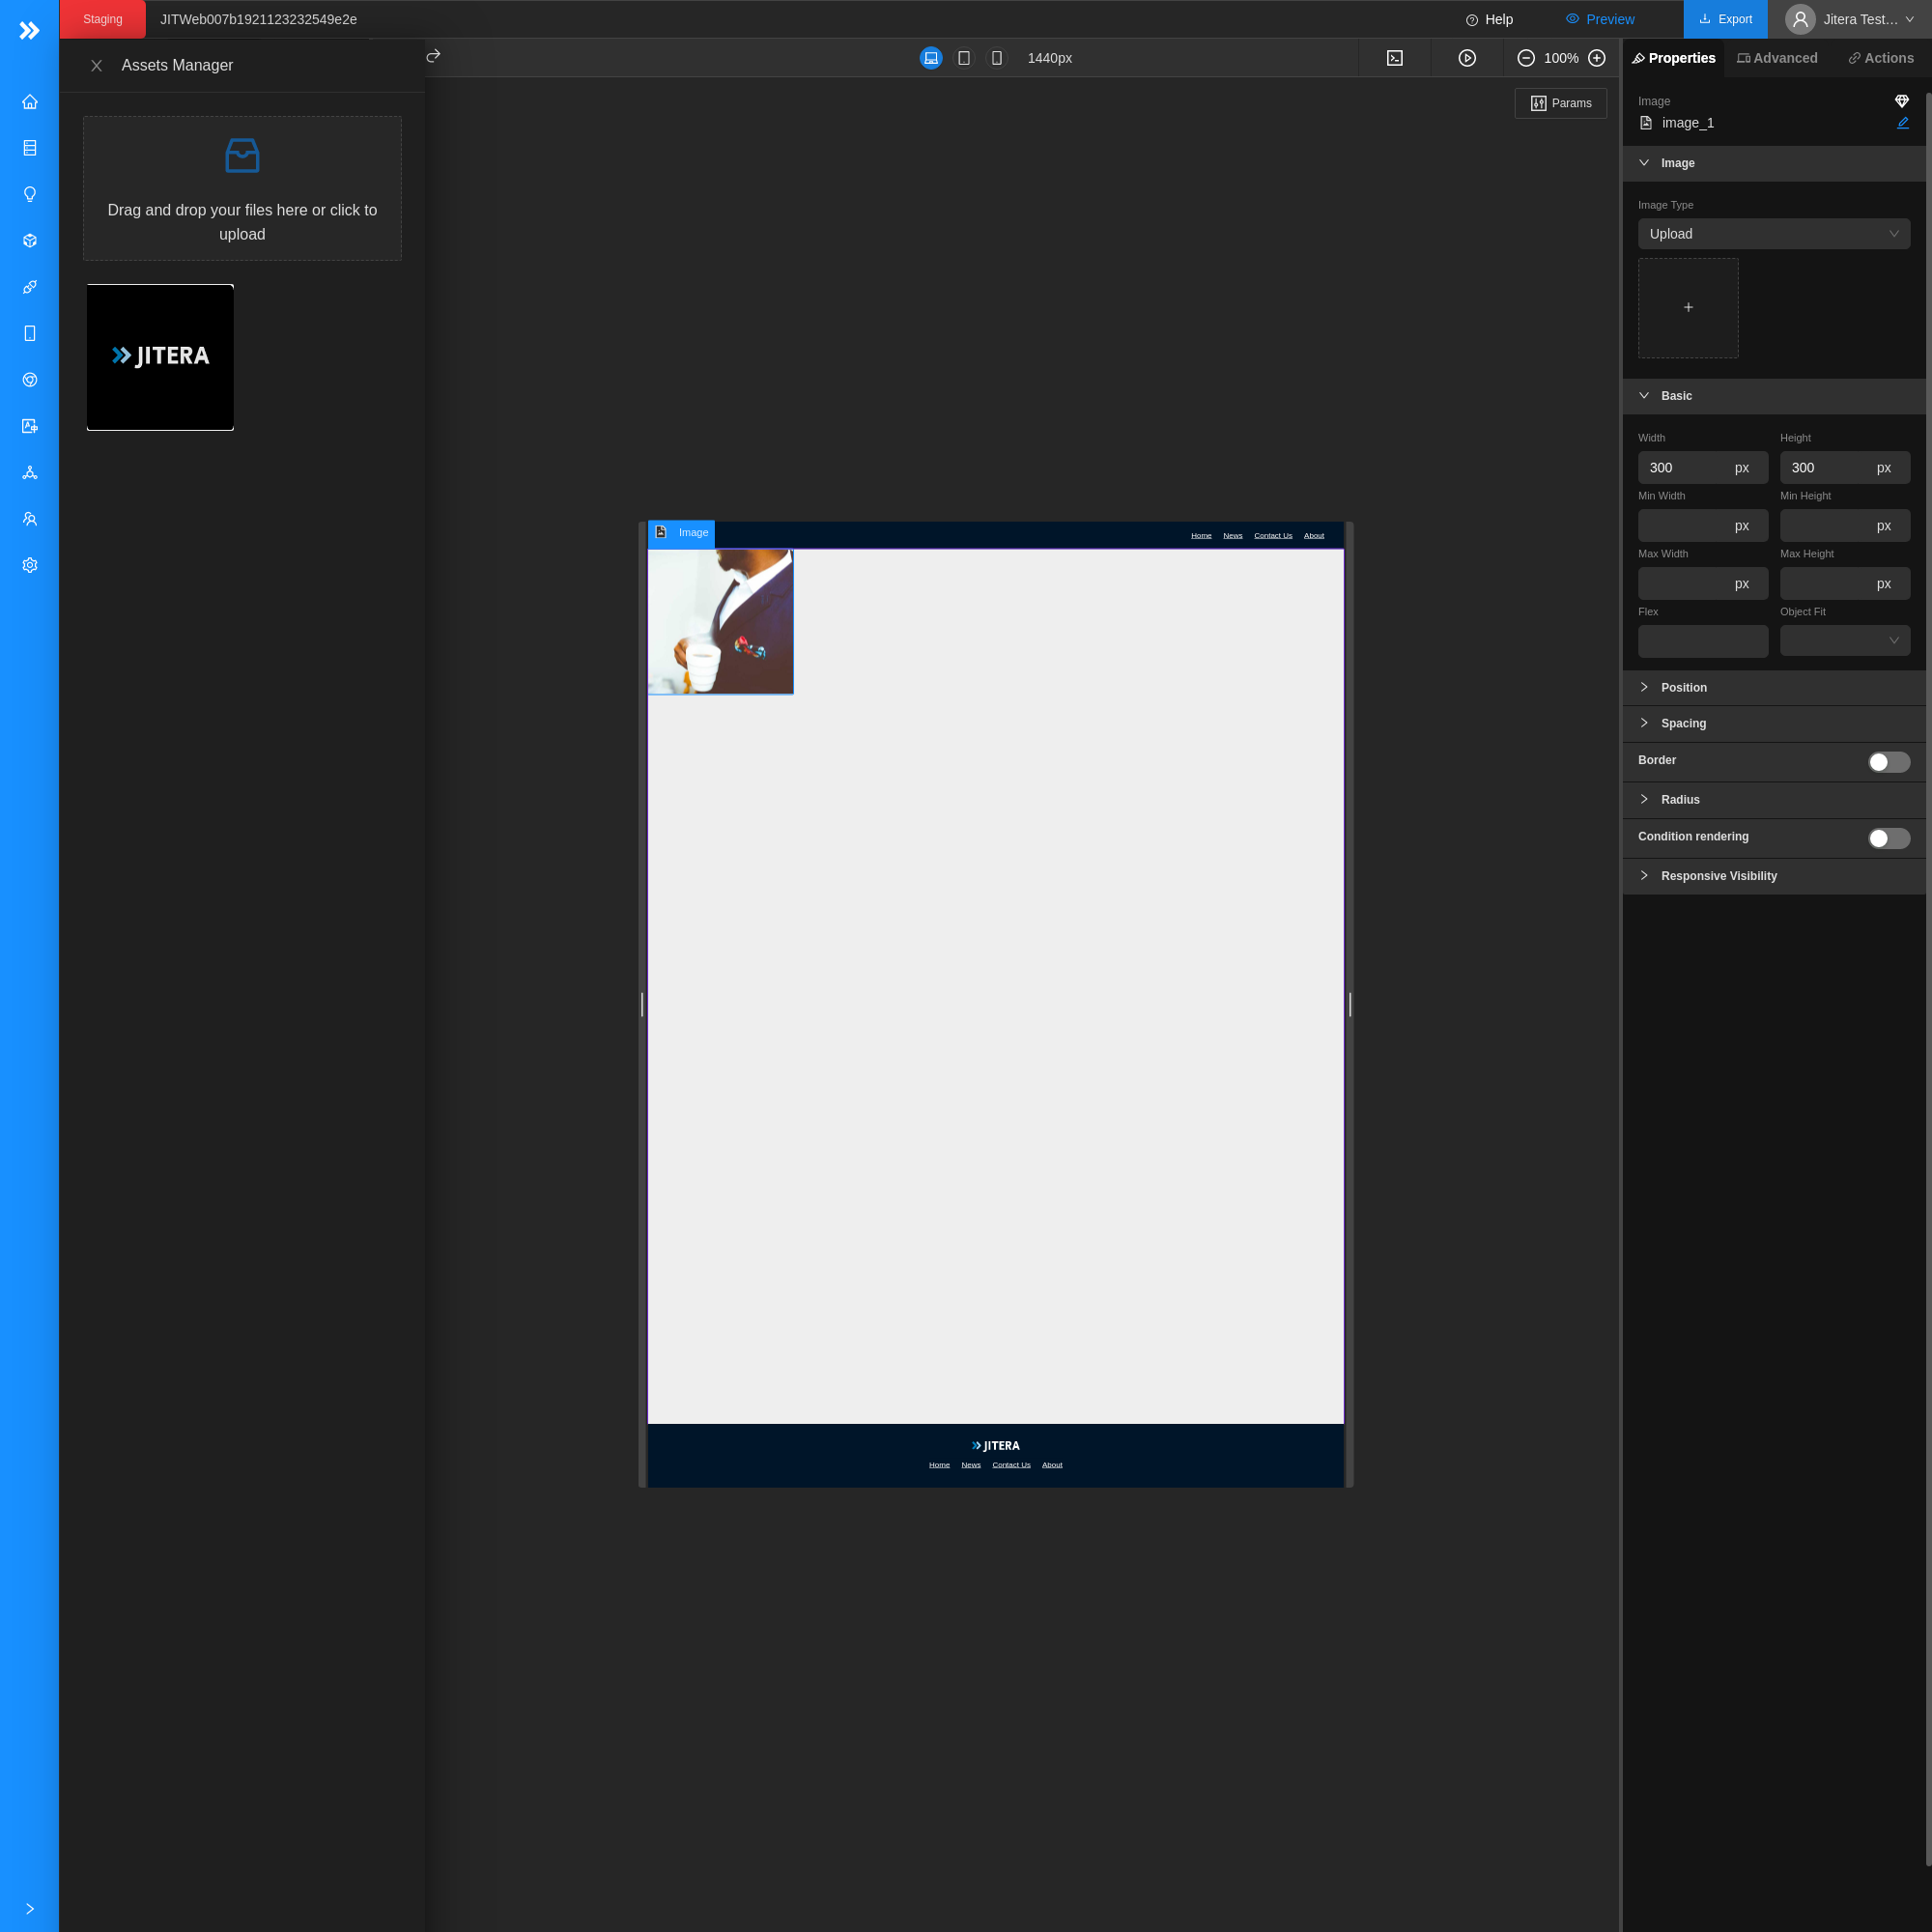 Staging
JITWeb007b1921123232549e2e
Help
Preview
Export
Jitera Test...
Assets Manager
1440px
100%
Properties
Advanced
Actions
Params
Drag and drop your files here or click to
upload
JITERA
Image
image_1
Image
Image Type
Upload
Basic
Width
Height
300 px
300 px
Min Width
Min Height
px
px
Max Width
Max Height
px
px
Flex
Object Fit
Position
Spacing
Border
Radius
Condition rendering
Responsive Visibility
Image
Home News Contact Us About
JITERA
Home News Contact Us About